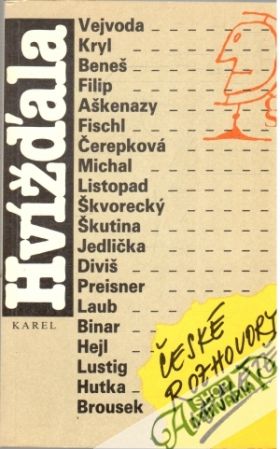 Hvížďala
KAREL
Vejvoda
Kryl
Beneš
Filip
Aškenazy
Fischl
Čerepková
Michal
Listopad
Škvorecký
Škutina
Jedlička
Diviš
Preisner
Laub
Binar
Hejl
Lustig
Hutka
Brousek
ČESKÉ
ROZHOVORY